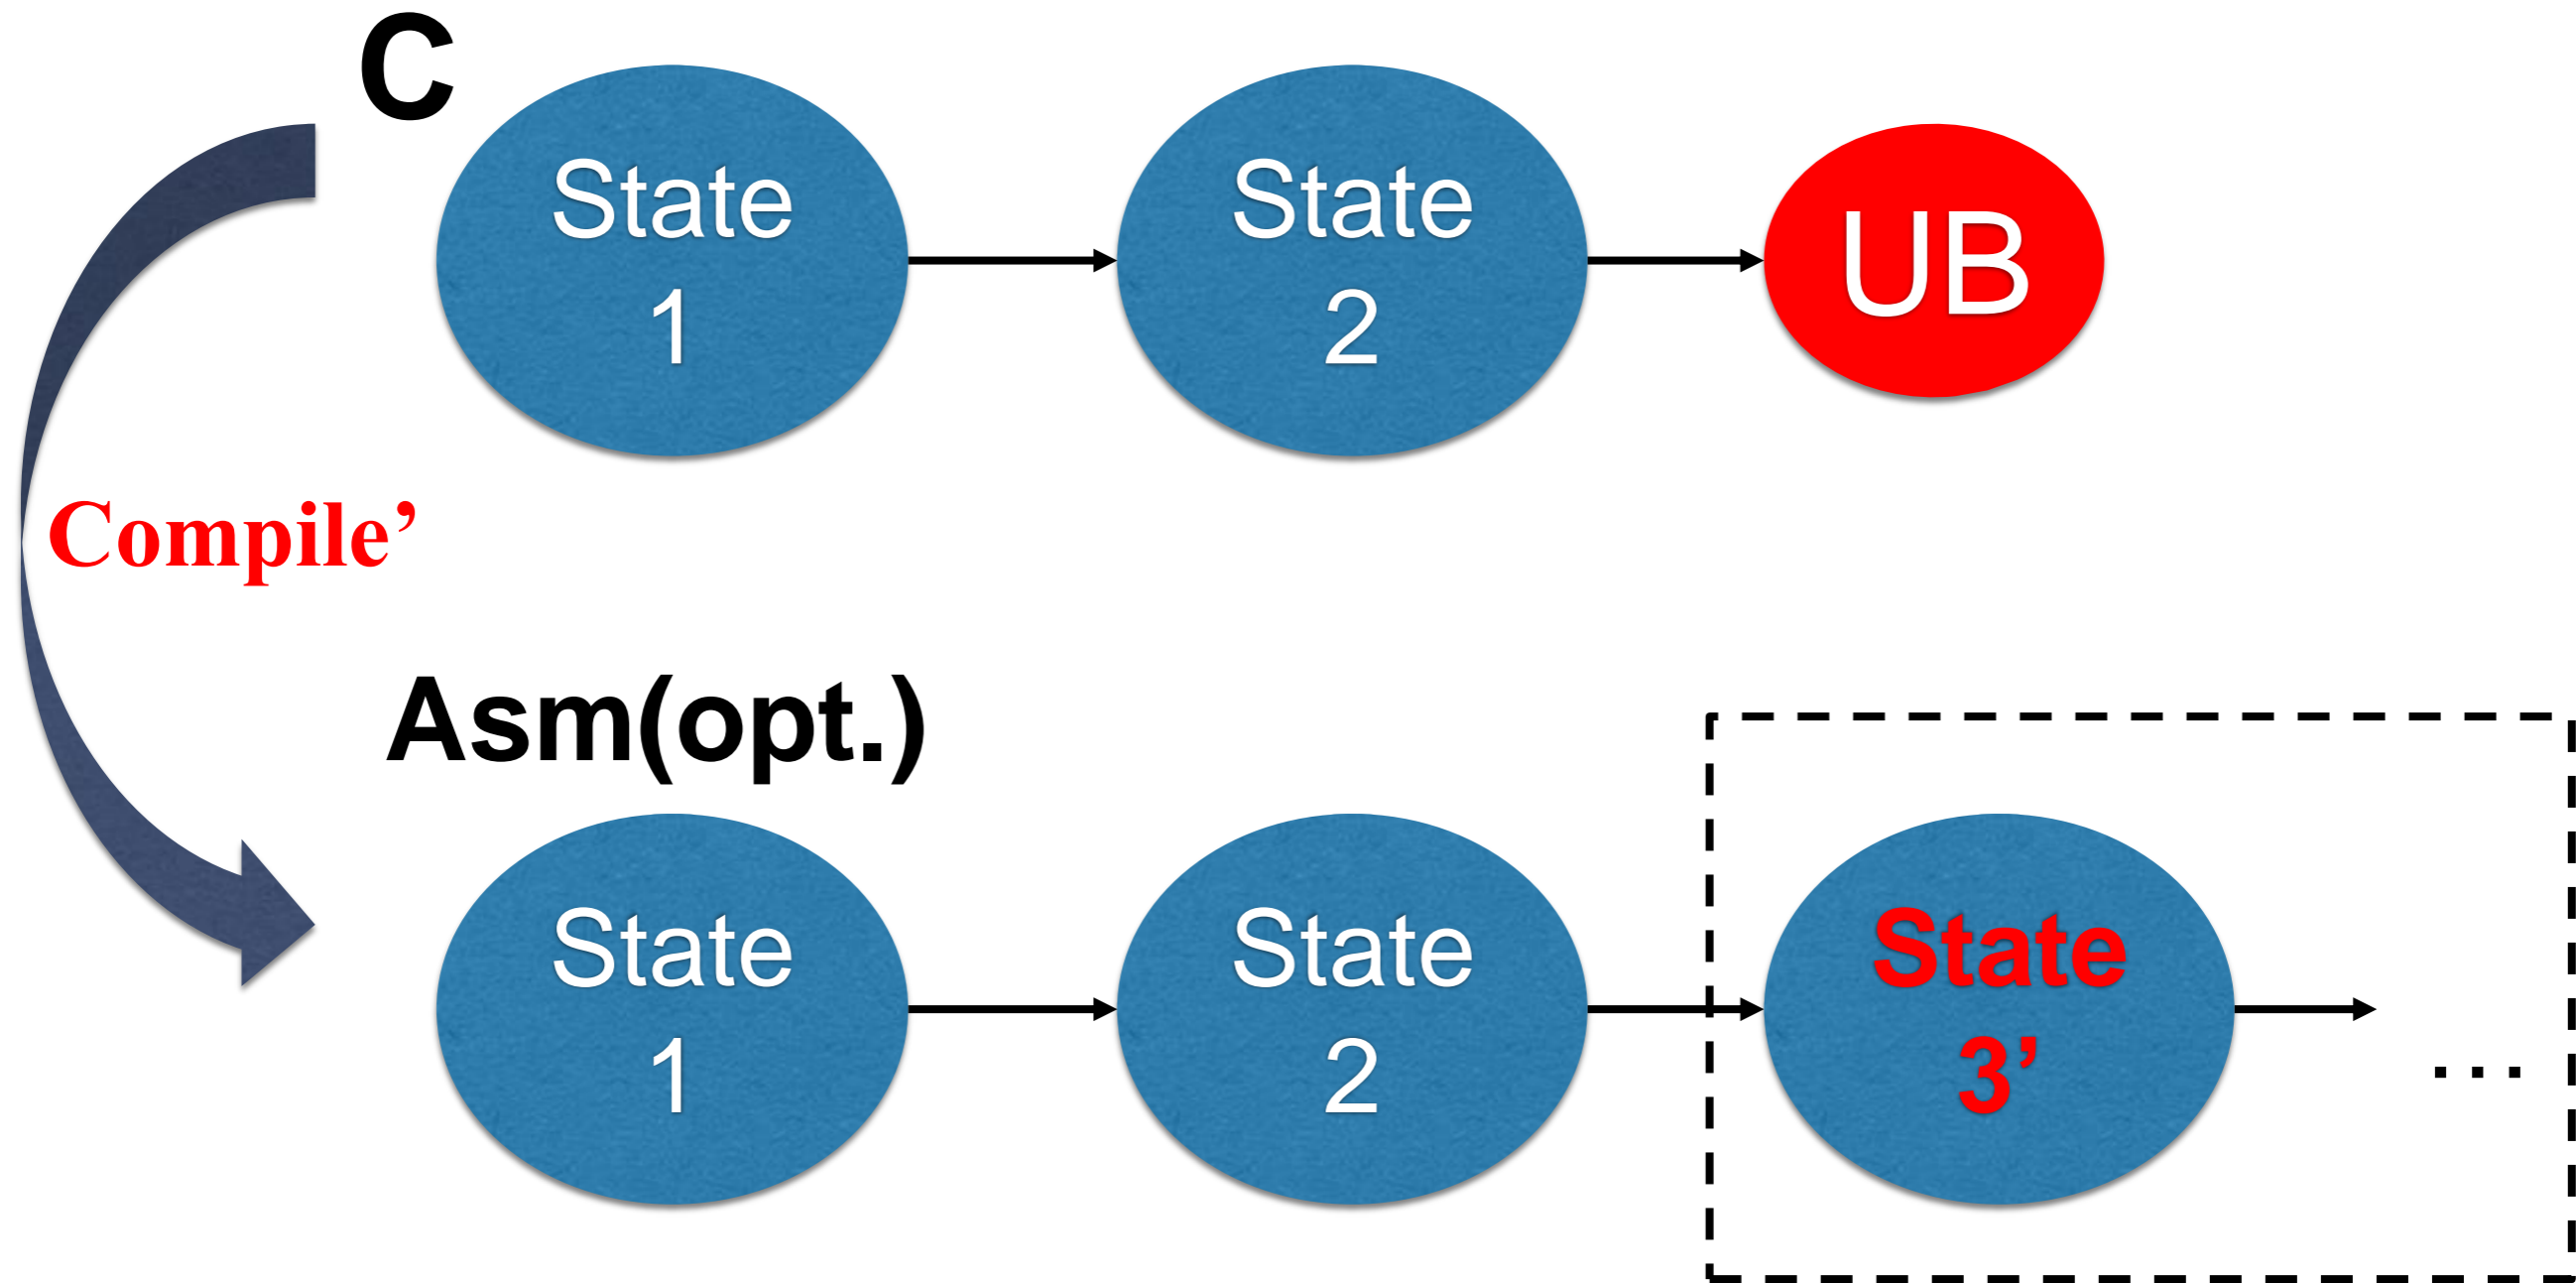 C
State
1
State
2
UB
Compile’
Asm(opt.)
State
1
State
2
State
3’
...